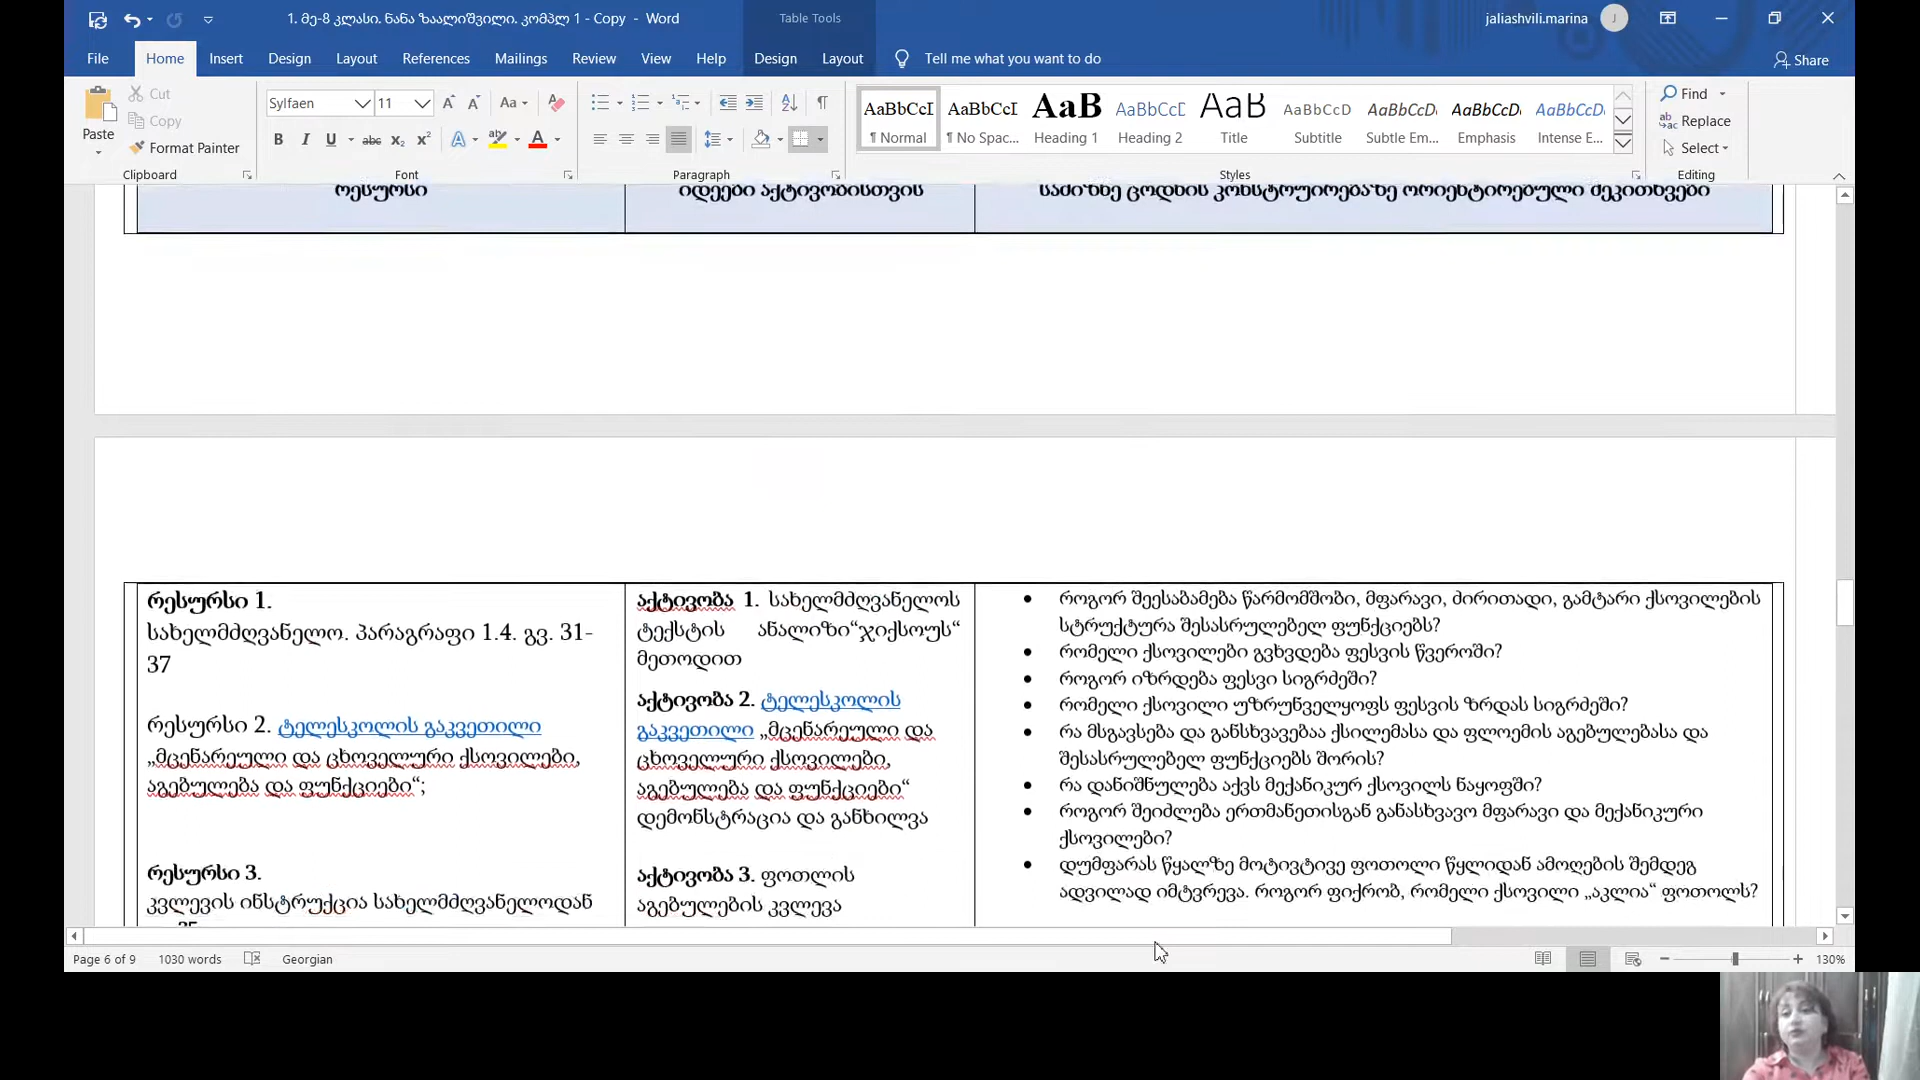 1. მე-8 კლასი. ნანა ზაალიშვილი. კომპლ 1 - Copy - Word
Table Tools
jaliashvili.marina
J
File Home Insert Design Layout References Mailings Review View Help Design Layout Tell me what you want to do Share
Paste
Cut
Copy
Format Painter
Clipboard
Sylfaen 11
Font
Paragraph
AaBbCcI AaBbCcI AaB AaBbCcD AaB AaBbCcD AaBbCcD AaBbCcD AaBbCcD
¶ Normal ¶ No Spac... Heading 1 Heading 2 Title Subtitle Subtle Em... Emphasis Intense E...
Styles
Find
Replace
Select
Editing
რესურსი
იდეები აქტივობისთვის
სამიზნე ცოდნის კონსტრუირებაზე ორიენტირებული შეკითხვები
რესურსი 1.
სახელმძღვანელო. პარაგრაფი 1.4. გვ. 31-
37
რესურსი 2. ტელესკოლის გაკვეთილი
„მცენარეული და ცხოველური ქსოვილები,
აგებულება და ფუნქციები“;
რესურსი 3.
კვლევის ინსტრუქცია სახელმძღვანელოდან
აქტივობა 1. სახელმძღვანელოს
ტექსტის ანალიზი“ჯიქსოუს“
მეთოდით
აქტივობა 2. ტელესკოლის
გაკვეთილი „მცენარეული და
ცხოველური ქსოვილები,
აგებულება და ფუნქციები“
დემონსტრაცია და განხილვა
აქტივობა 3. ფოთლის
აგებულების კვლევა
• როგორ შეესაბამება წარმომშობი, მფარავი, ძირითადი, გამტარი ქსოვილების
სტრუქტურა შესასრულებელ ფუნქციებს?
• რომელი ქსოვილები გვხვდება ფესვის წვეროში?
• როგორ იზრდება ფესვი სიგრძეში?
• რომელი ქსოვილი უზრუნველყოფს ფესვის ზრდას სიგრძეში?
• რა მსგავსება და განსხვავებაა ქსილემასა და ფლოემის აგებულებასა და
შესასრულებელ ფუნქციებს შორის?
• რა დანიშნულება აქვს მექანიკურ ქსოვილს ნაყოფში?
• როგორ შეიძლება ერთმანეთისგან განასხვავო მფარავი და მექანიკური
ქსოვილები?
• დუმფარას წყალზე მოტივტივე ფოთოლი წყლიდან ამოღების შემდეგ
ადვილად იმტვრევა. როგორ ფიქრობ, რომელი ქსოვილი „აკლია“ ფოთოლს?
Page 6 of 9 1030 words Georgian 130%